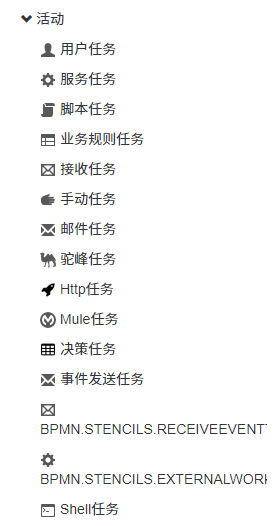 活动
用户任务
服务任务
脚本任务
业务规则任务
接收任务
手动任务
邮件任务
驼峰任务
Http任务
Mule任务
决策任务
事件发送任务
BPMN.STENCILS.RECEIVEEVENT
BPMN.STENCILS.EXTERNALWORK
Shell任务